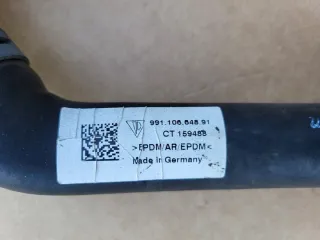 991.106.648.91
CT 159488
>EPDM/AR/EPDM<
Made in Germany